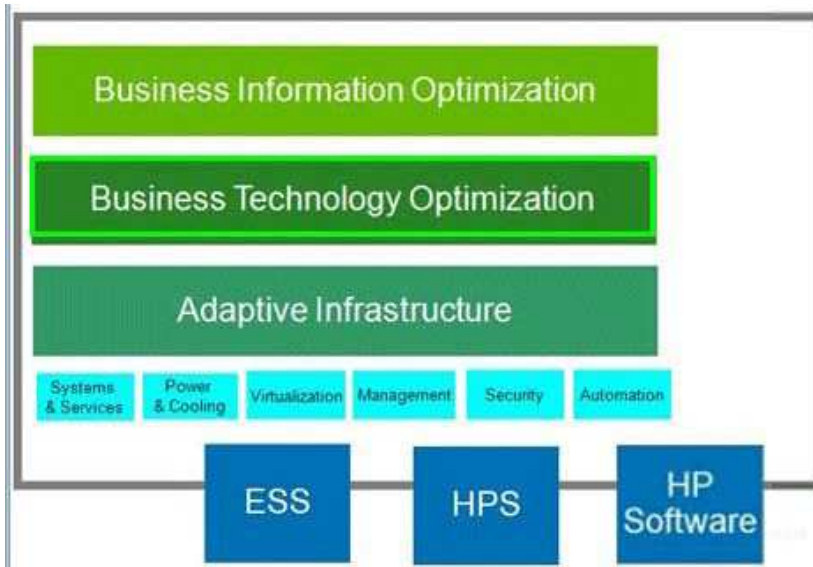 Business Information Optimization
Business Technology Optimization
Adaptive Infrastructure
Systems
& Services
Power
& Cooling
Virtualization
Management
Security
Automation
ESS
HPS
HP
Software